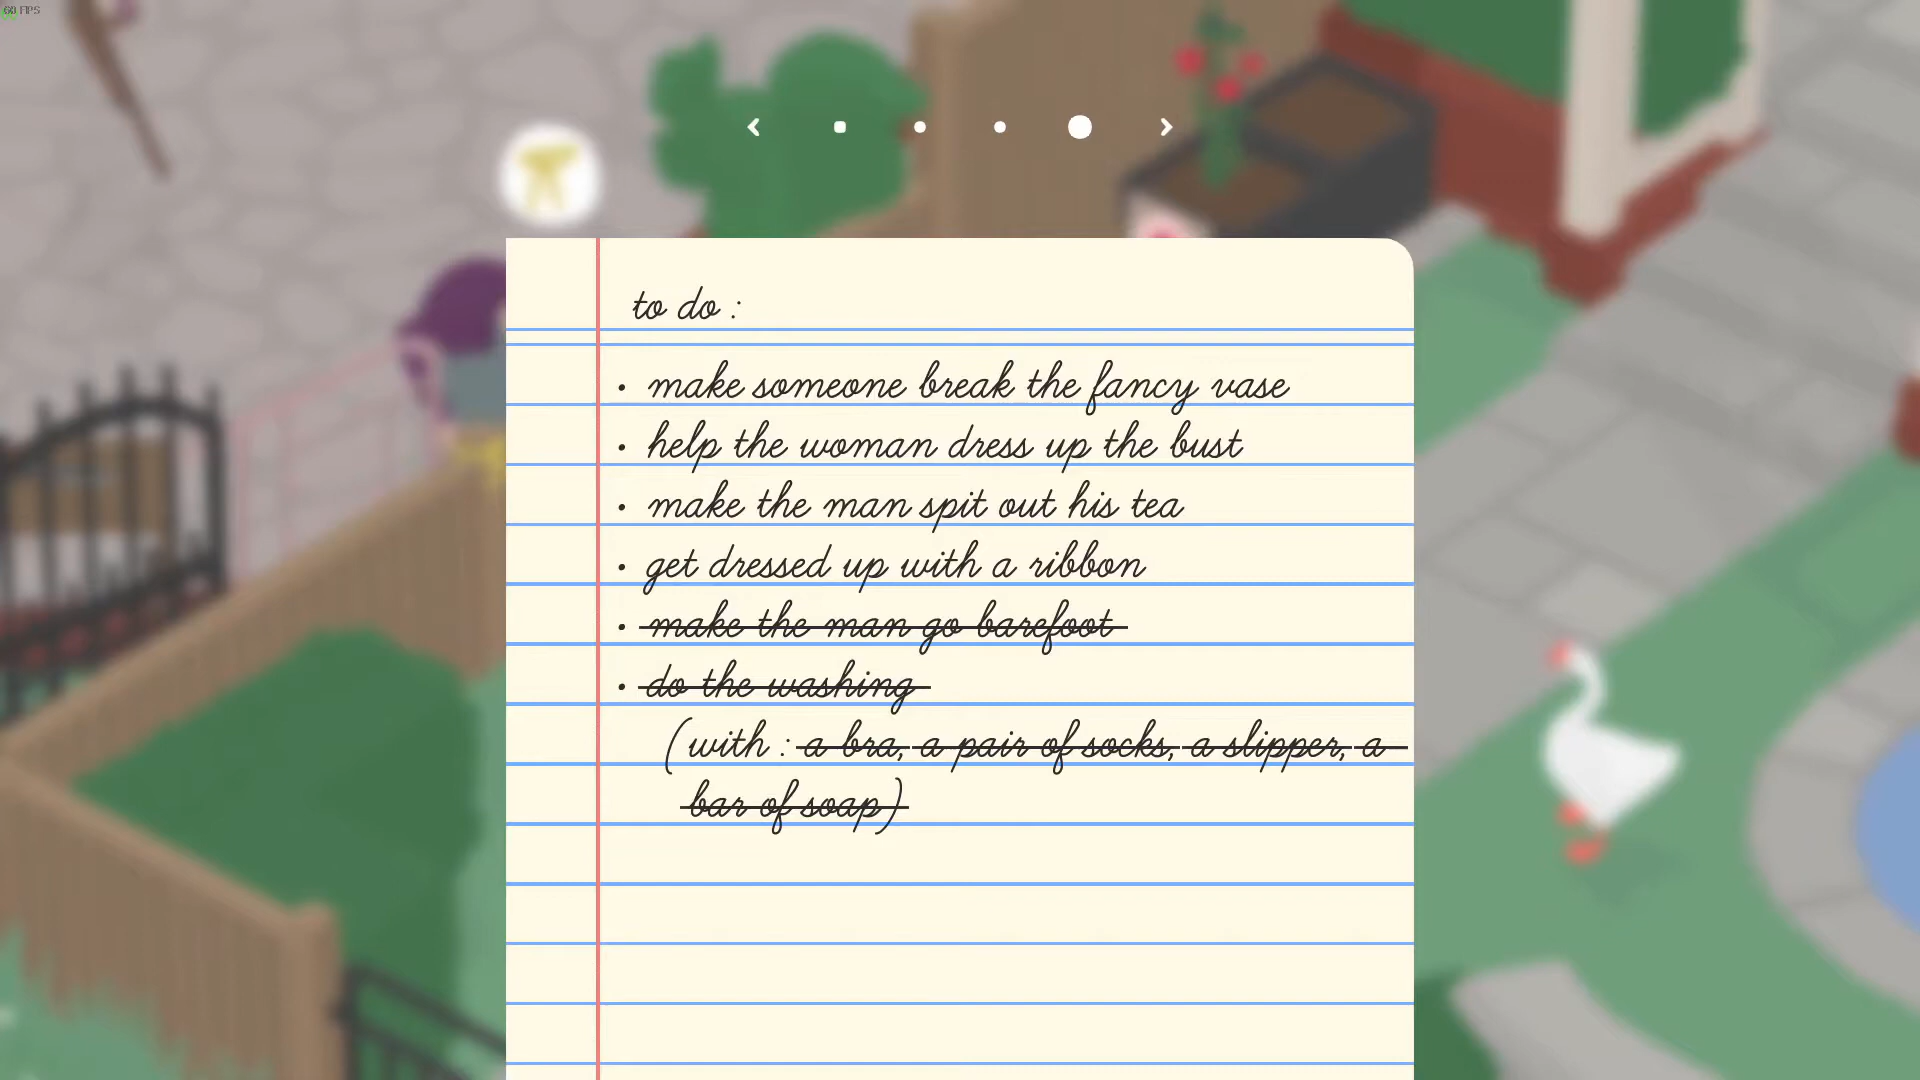 60 FPS
to do :
• make someone break the fancy vase
• help the woman dress up the bust
• make the man spit out his tea
• get dressed up with a ribbon
• make the man go barefoot
• do the washing
(with : a bra, a pair of socks, a slipper, a
bar of soap)